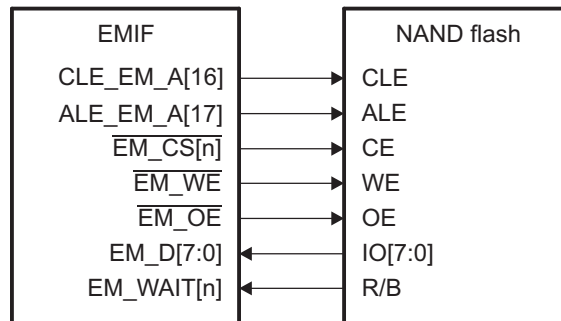 EMIF
CLE_EM_A[16]
ALE_EM_A[17]
EM_CS[n]
EM_WE
EM_OE
EM_D[7:0]
EM_WAIT[n]
NAND flash
CLE
ALE
CE
WE
OE
IO[7:0]
R/B